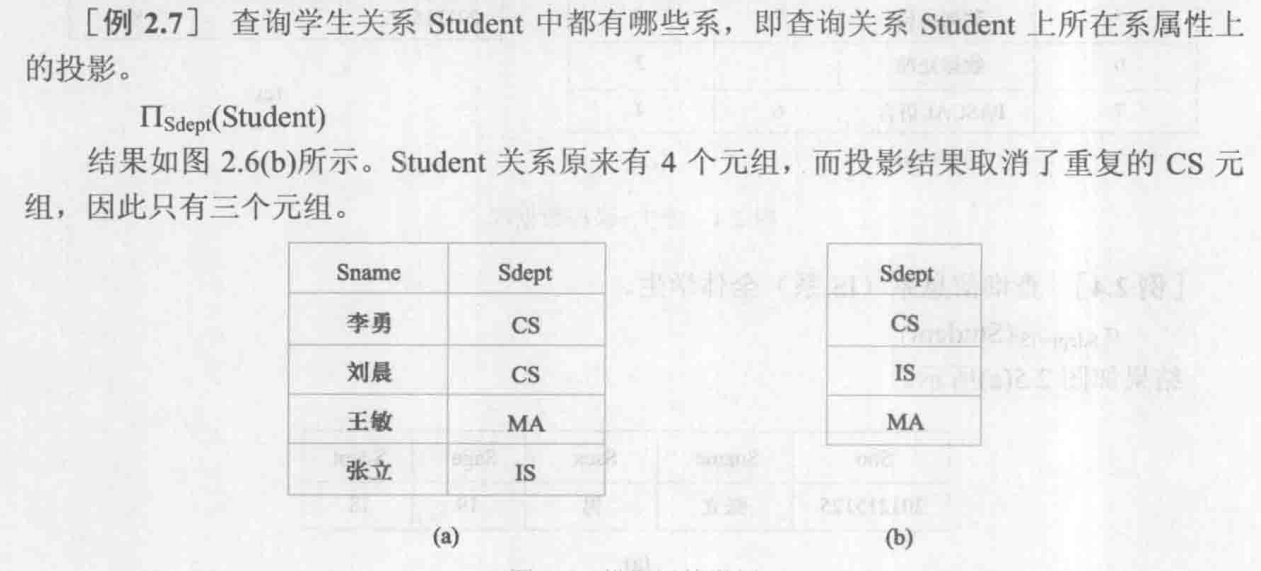 ［例 2.7］ 查询学生关系 Student 中都有哪些系，即查询关系 Student 上所在系属性上
的投影。
Π_Sdept(Student)
结果如图 2.6(b)所示。Student 关系原来有 4 个元组，而投影结果取消了重复的 CS 元
组，因此只有三个元组。
Sname Sdept
李勇 CS
刘晨 CS
王敏 MA
张立 IS
(a)
Sdept
CS
IS
MA
(b)